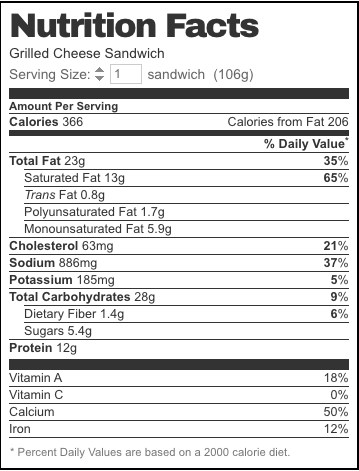 Nutrition Facts
Grilled Cheese Sandwich
Serving Size: 1 sandwich (106g)
Amount Per Serving
Calories 366 Calories from Fat 206
% Daily Value*
Total Fat 23g 35%
Saturated Fat 13g 65%
Trans Fat 0.8g
Polyunsaturated Fat 1.7g
Monounsaturated Fat 5.9g
Cholesterol 63mg 21%
Sodium 886mg 37%
Potassium 185mg 5%
Total Carbohydrates 28g 9%
Dietary Fiber 1.4g 6%
Sugars 5.4g
Protein 12g
Vitamin A 18%
Vitamin C 0%
Calcium 50%
Iron 12%
* Percent Daily Values are based on a 2000 calorie diet.